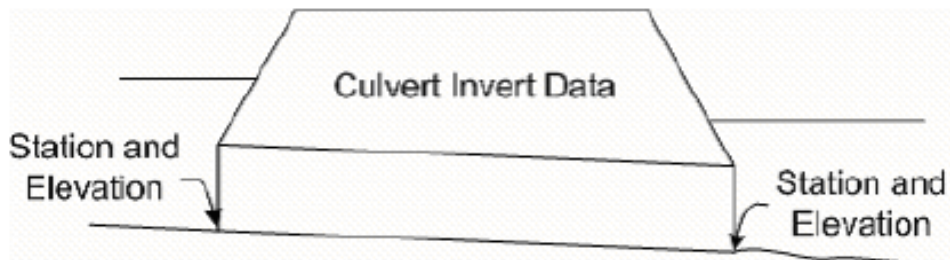 Culvert Invert Data
Station and
Elevation
Station and
Elevation